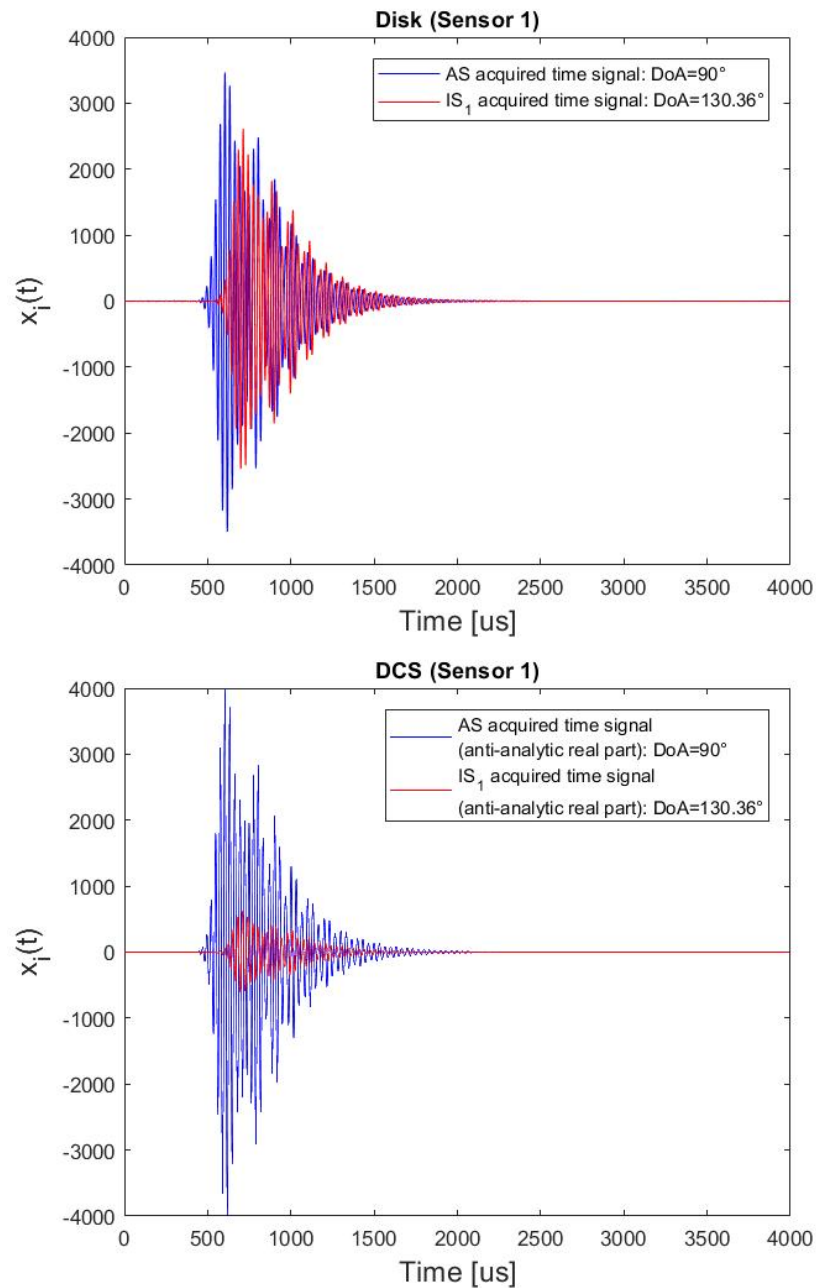 Disk (Sensor 1)
4000
3000
2000
1000
0
-1000
-2000
-3000
-4000
x_i(t)
AS acquired time signal: DoA=90°
IS_1 acquired time signal: DoA=130.36°
0 500 1000 1500 2000 2500 3000 3500 4000
Time [us]
DCS (Sensor 1)
4000
3000
2000
1000
0
-1000
-2000
-3000
-4000
x_i(t)
AS acquired time signal
(anti-analytic real part): DoA=90°
IS_1 acquired time signal
(anti-analytic real part): DoA=130.36°
0 500 1000 1500 2000 2500 3000 3500 4000
Time [us]